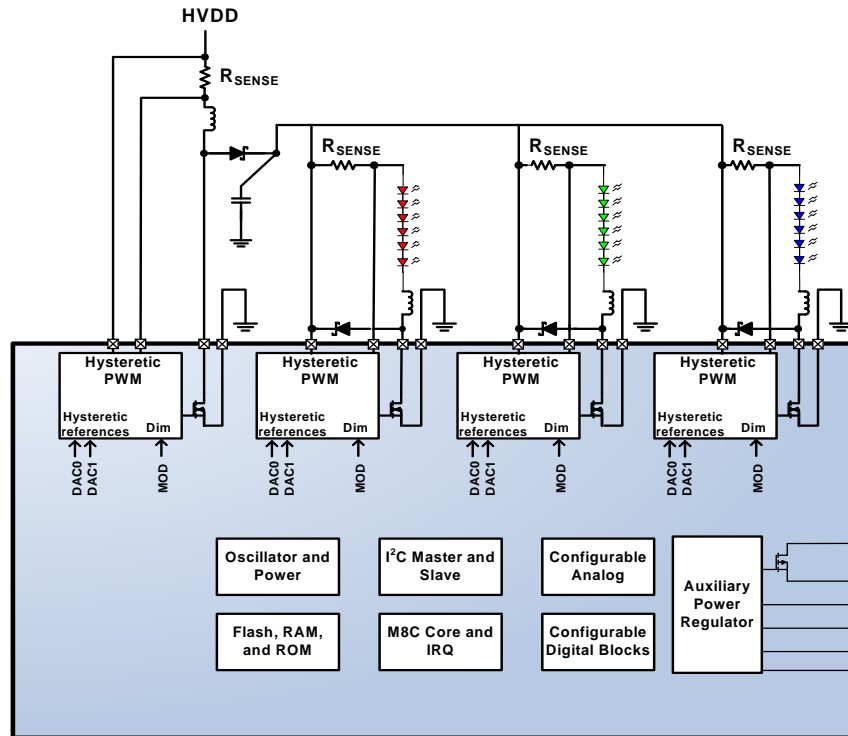 HVDD
RSENSE
RSENSE
RSENSE
RSENSE
Hysteretic
PWM
Hysteretic
references
Dim
DAC0
DAC1
MOD
Hysteretic
PWM
Hysteretic
references
Dim
DAC0
DAC1
MOD
Hysteretic
PWM
Hysteretic
references
Dim
DAC0
DAC1
MOD
Hysteretic
PWM
Hysteretic
references
Dim
DAC0
DAC1
MOD
Oscillator and
Power
I2C Master and
Slave
Configurable
Analog
Auxiliary
Power
Regulator
Flash, RAM,
and ROM
M8C Core and
IRQ
Configurable
Digital Blocks